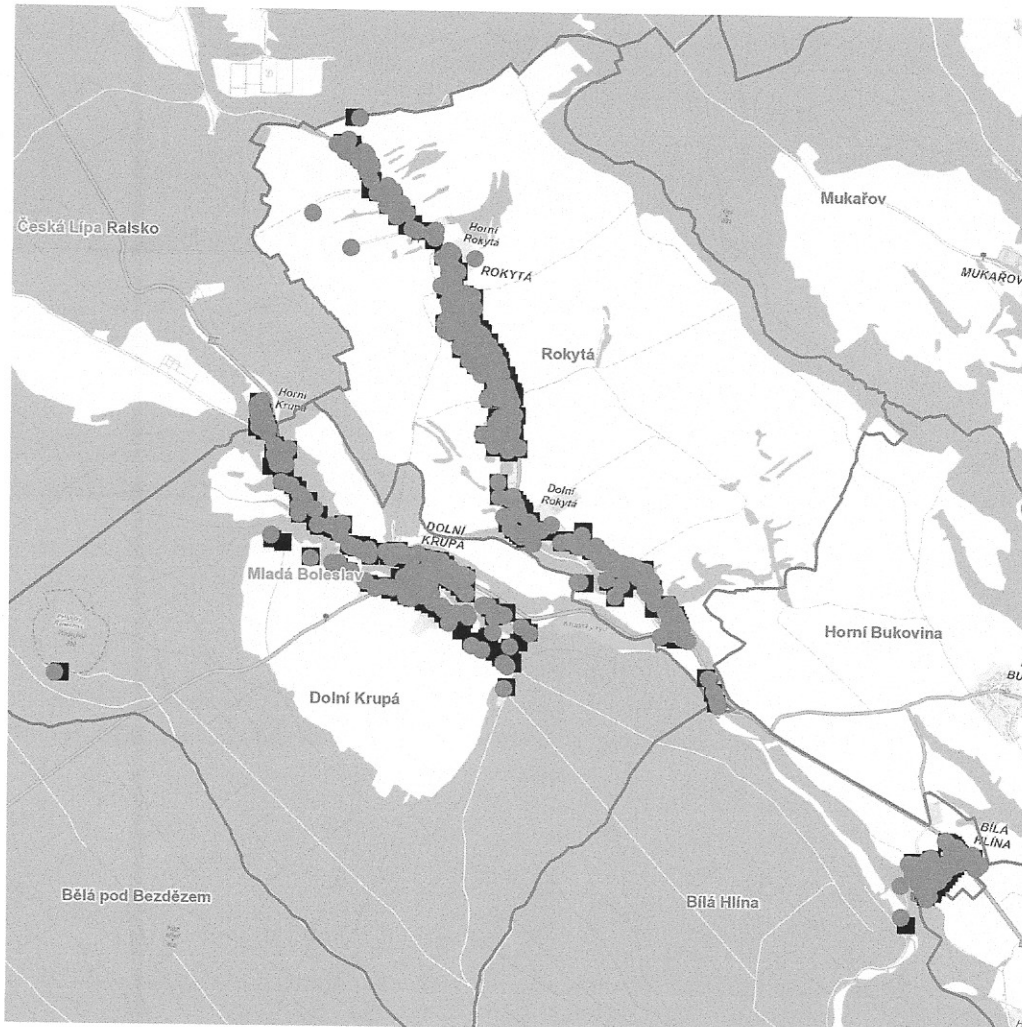 Mukařov
Česká Lípa Ralsko
Horní
Rokytá
ROKYTÁ
MUKAŘOV
Rokytá
Horní
Krupá
Dolní
Rokytá
DOLNÍ
KRUPÁ
Mladá Boleslav
Horní Bukovina
BU
Dolní Krupá
BÍLÁ
HLÍNA
Bělá pod Bezdězem
Bílá Hlína
H